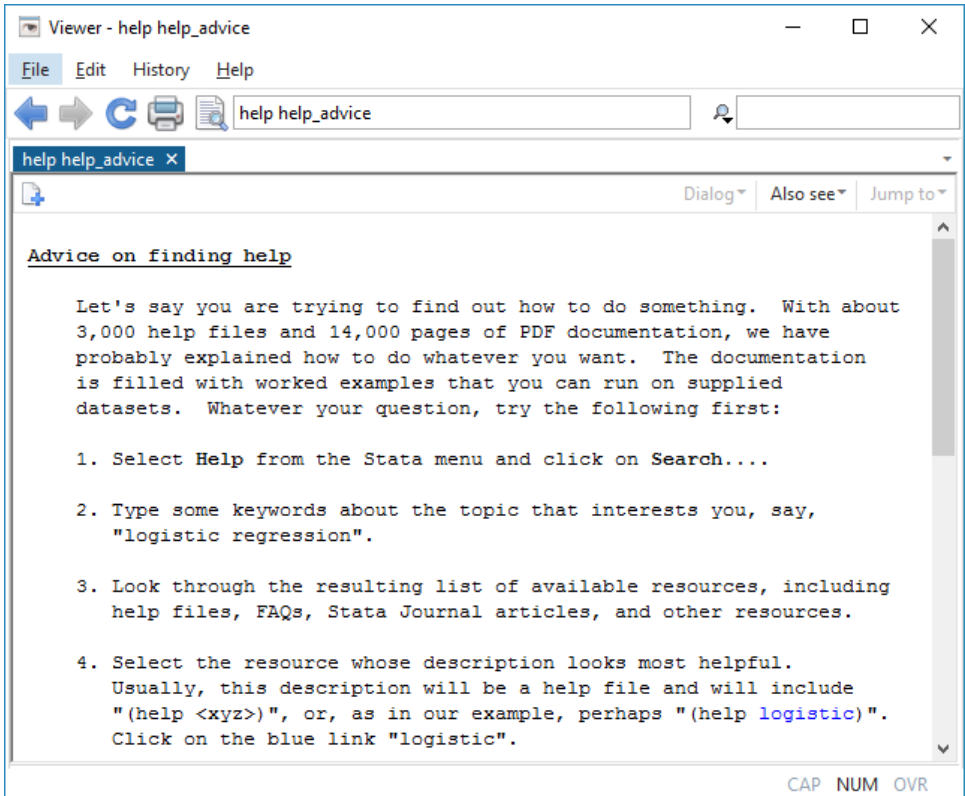 Viewer - help help_advice
File Edit History Help
help help_advice
help help_advice ×
Dialog Also see Jump to
Advice on finding help
Let's say you are trying to find out how to do something.  With about
3,000 help files and 14,000 pages of PDF documentation, we have
probably explained how to do whatever you want.  The documentation
is filled with worked examples that you can run on supplied
datasets.  Whatever your question, try the following first:
1. Select Help from the Stata menu and click on Search....
2. Type some keywords about the topic that interests you, say,
"logistic regression".
3. Look through the resulting list of available resources, including
help files, FAQs, Stata Journal articles, and other resources.
4. Select the resource whose description looks most helpful.
Usually, this description will be a help file and will include
"(help <xyz>)", or, as in our example, perhaps "(help logistic)".
Click on the blue link "logistic".
CAP NUM OVR